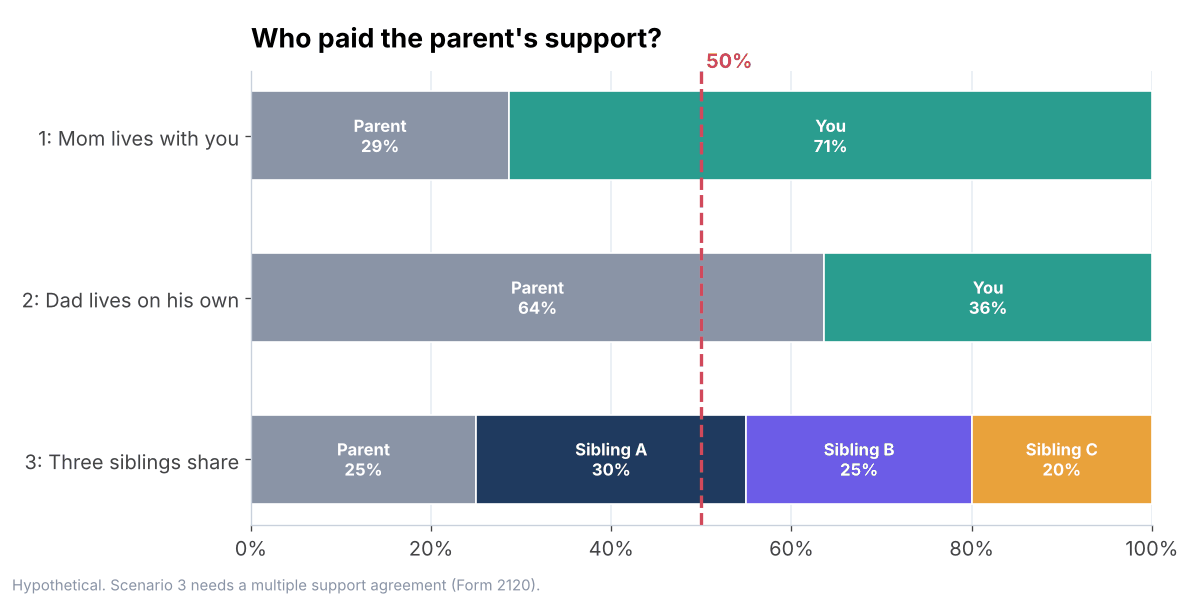 Who paid the parent's support?
50%
1: Mom lives with you
Parent
29%
You
71%
2: Dad lives on his own
Parent
64%
You
36%
3: Three siblings share
Parent
25%
Sibling A
30%
Sibling B
25%
Sibling C
20%
0%
20%
40%
60%
80%
100%
Hypothetical. Scenario 3 needs a multiple support agreement (Form 2120).